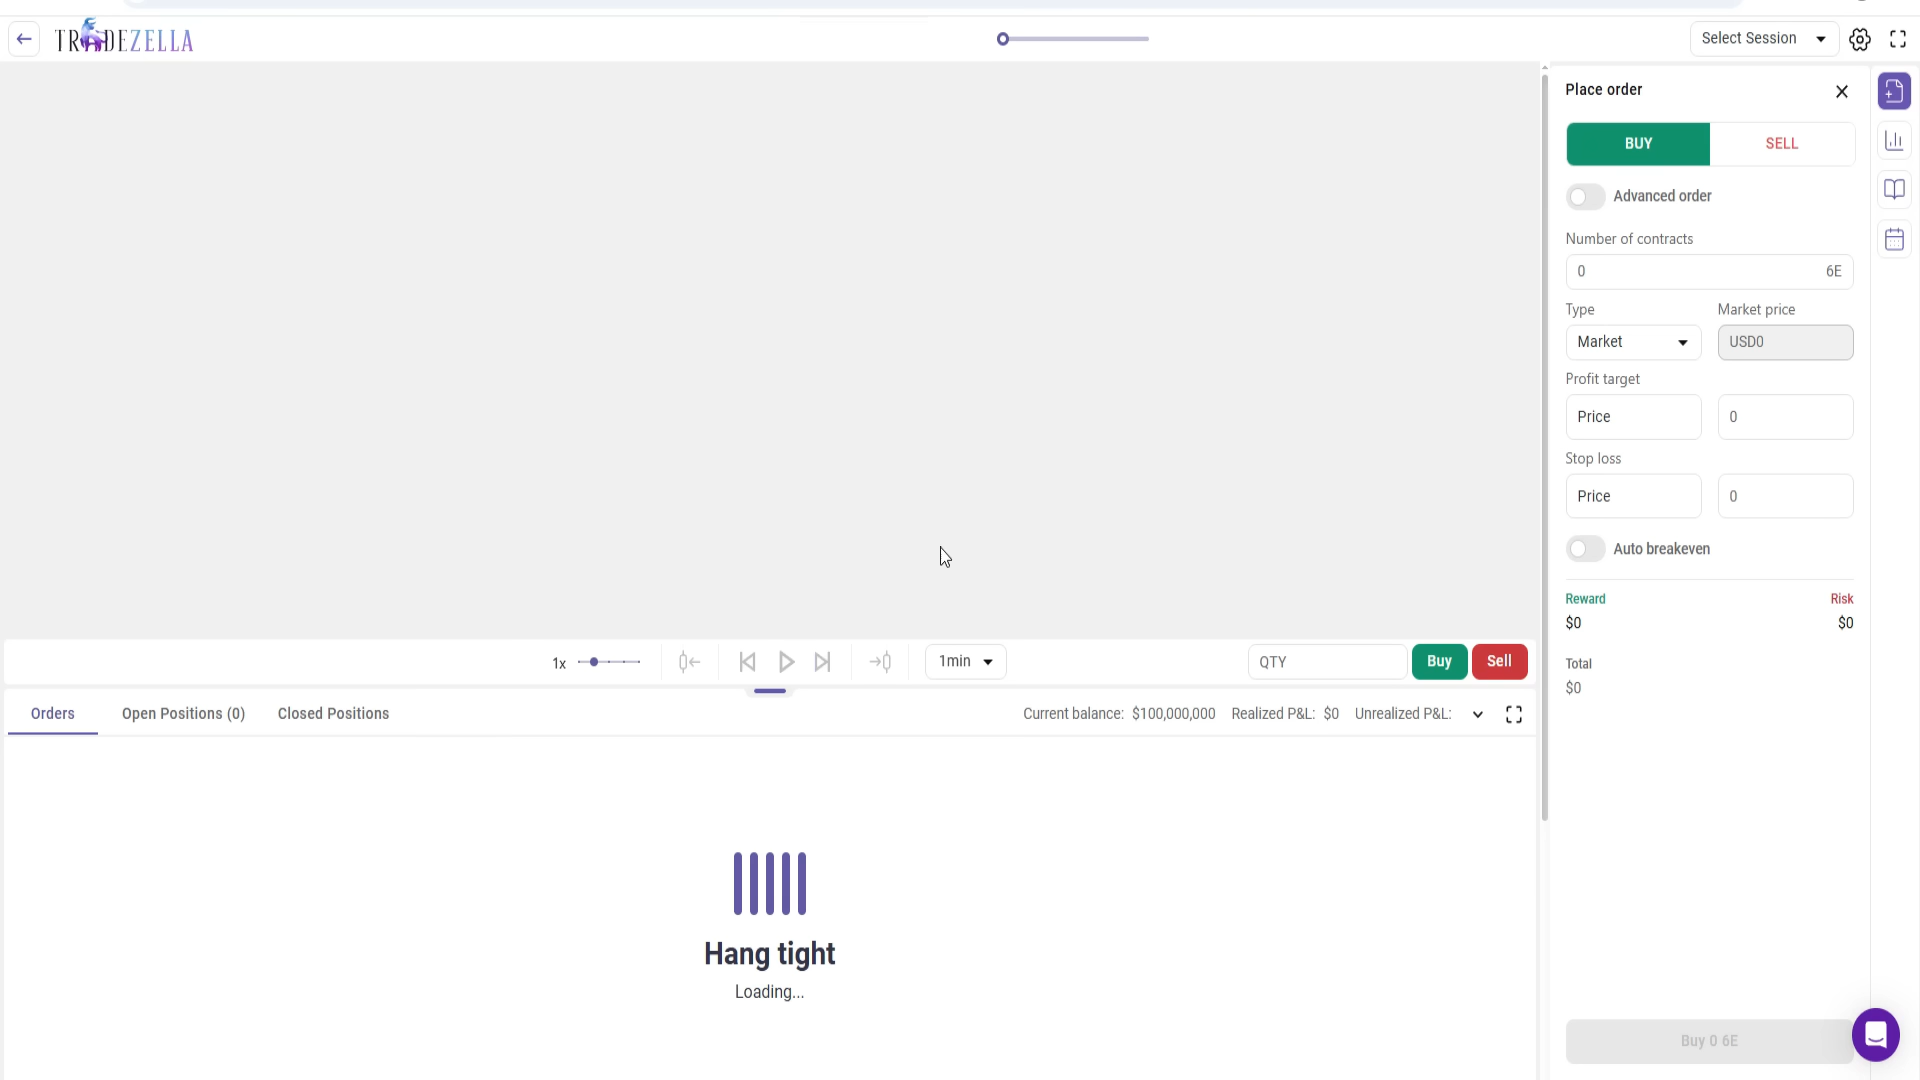 TRADEZELLA
Select Session
Place order
BUY
SELL
Advanced order
Number of contracts
0
6E
Type
Market price
Market
USD0
Profit target
Price
0
Stop loss
Price
0
Auto breakeven
Reward
Risk
$0
$0
Total
$0
Buy 0 6E
1x
1min
QTY
Buy
Sell
Orders
Open Positions (0)
Closed Positions
Current balance: $100,000,000
Realized P&L: $0
Unrealized P&L:
Hang tight
Loading...